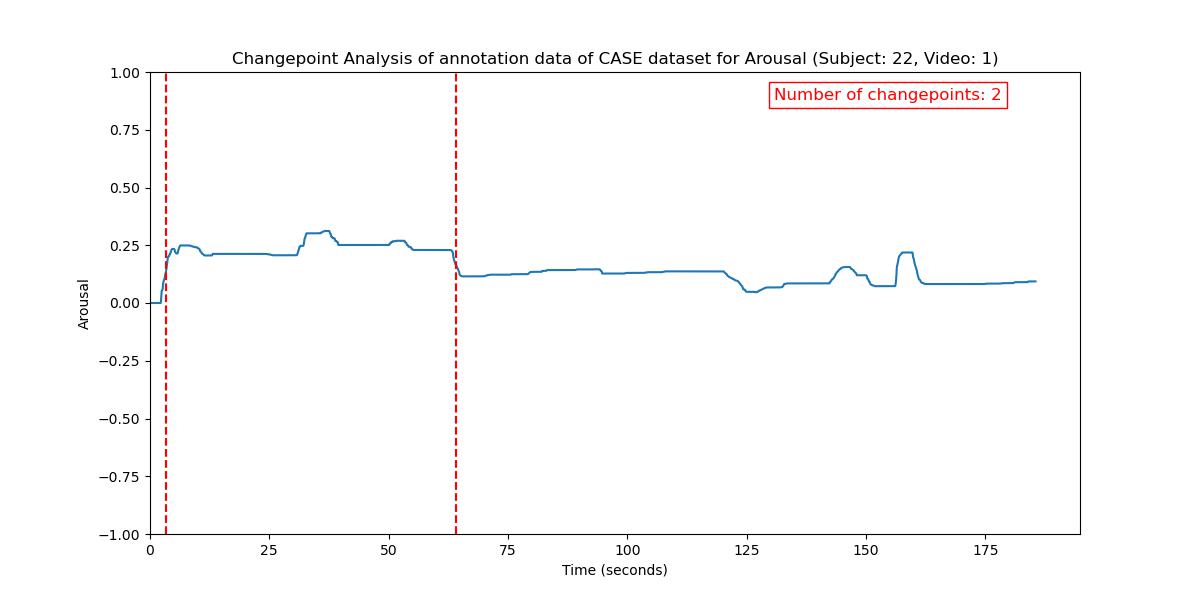 Changepoint Analysis of annotation data of CASE dataset for Arousal (Subject: 22, Video: 1)
Number of changepoints: 2
1.00
0.75
0.50
0.25
0.00
−0.25
−0.50
−0.75
−1.00
Arousal
0 25 50 75 100 125 150 175
Time (seconds)